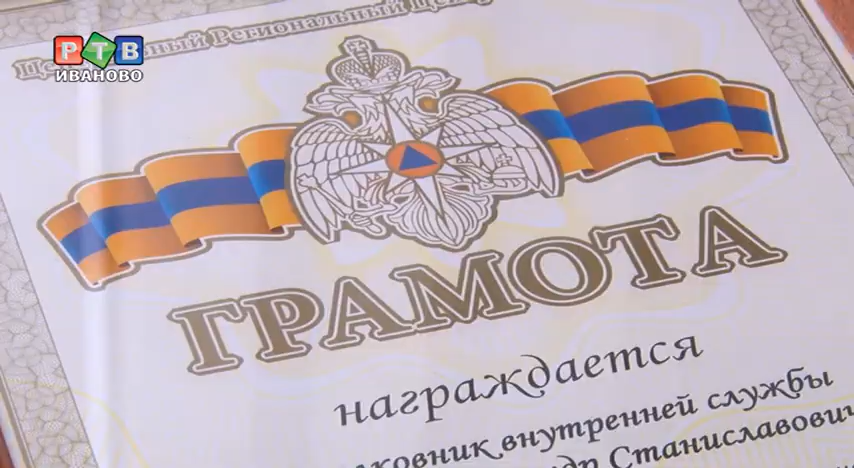 РТВ
ИВАНОВО
Региональный
ГРАМОТА
награждается
внутренней службы
Станиславович